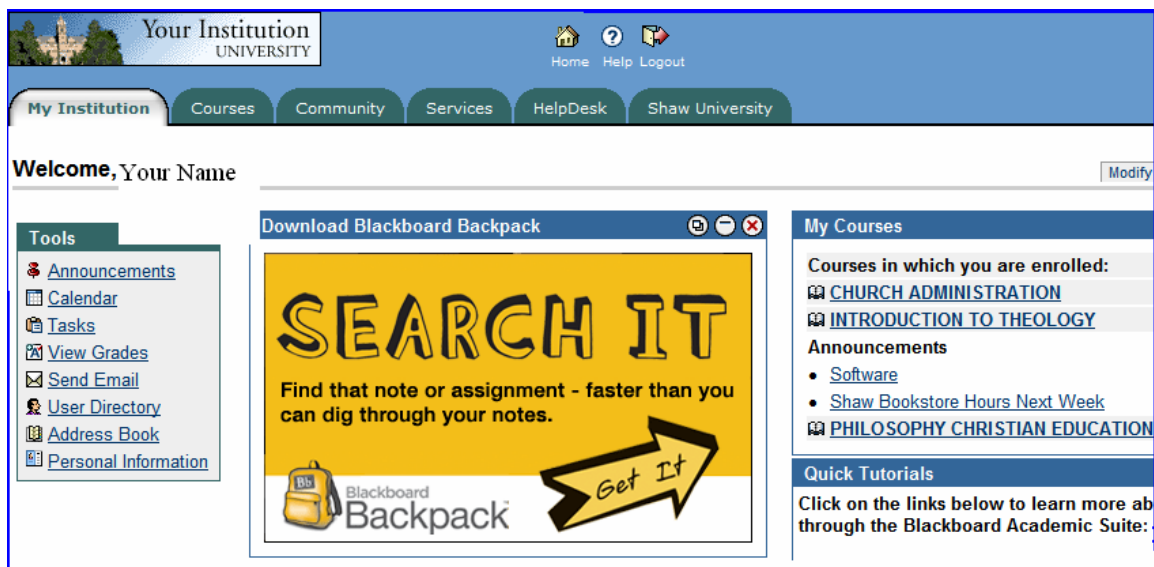 Your Institution
UNIVERSITY
Home Help Logout
My Institution Courses Community Services HelpDesk Shaw University
Welcome, Your Name
Modify
Tools
Announcements
Calendar
Tasks
View Grades
Send Email
User Directory
Address Book
Personal Information
Download Blackboard Backpack
SEARCH IT
Find that note or assignment - faster than you
can dig through your notes.
Bb
Blackboard
Backpack™
Get It
My Courses
Courses in which you are enrolled:
CHURCH ADMINISTRATION
INTRODUCTION TO THEOLOGY
Announcements
• Software
• Shaw Bookstore Hours Next Week
PHILOSOPHY CHRISTIAN EDUCATION
Quick Tutorials
Click on the links below to learn more ab
through the Blackboard Academic Suite: